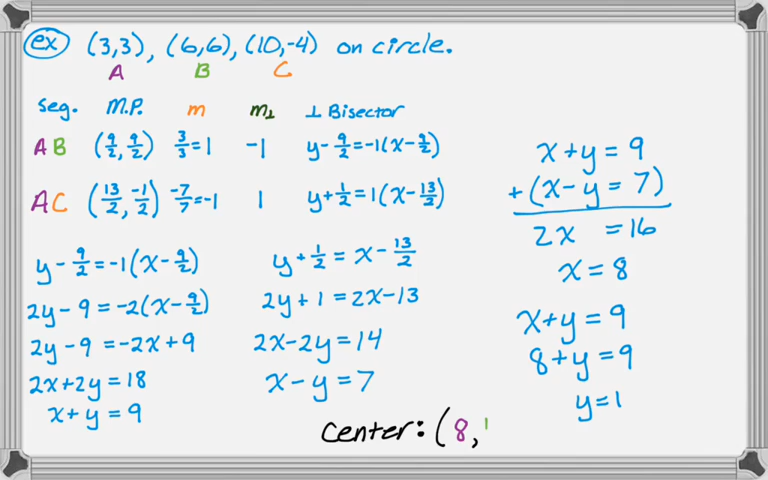 ex (3,3), (6,6), (10,-4) on circle.
A B C
Seg. M.P. m m⊥ ⊥ Bisector
AB (9/2, 9/2) 3/3=1 -1 y-9/2=-1(x-9/2)
AC (13/2, -1/2) -7/7=-1 1 y+1/2=1(x-13/2)
y-9/2=-1(x-9/2)
2y-9=-2(x-9/2)
2y-9=-2x+9
2x+2y=18
x+y=9
y+1/2=x-13/2
2y+1=2x-13
2x-2y=14
x-y=7
x+y=9
+(x-y=7)
2x =16
x=8
x+y=9
8+y=9
y=1
center: (8,